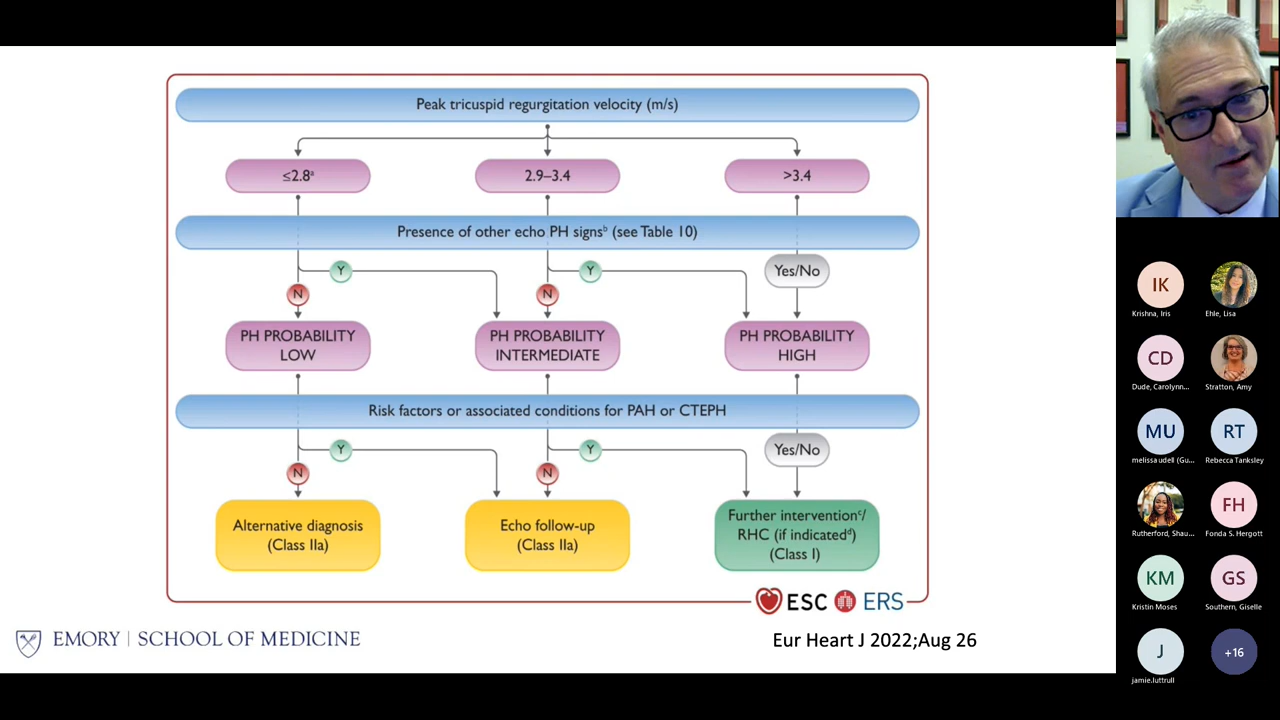 Peak tricuspid regurgitation velocity (m/s)
≤2.8ᵃ
2.9–3.4
>3.4
Presence of other echo PH signsᵇ (see Table 10)
Y
Y
Yes/No
N
N
PH PROBABILITY
LOW
PH PROBABILITY
INTERMEDIATE
PH PROBABILITY
HIGH
Risk factors or associated conditions for PAH or CTEPH
Y
Y
Yes/No
N
N
Alternative diagnosis
(Class IIa)
Echo follow-up
(Class IIa)
Further interventionᶜ/
RHC (if indicatedᵈ)
(Class I)
ESC
ERS
EMORY | SCHOOL OF MEDICINE
Eur Heart J 2022;Aug 26
IK
Krishna, Iris
Ehle, Lisa
CD
Dude, Carolynn...
Stratton, Amy
MU
melissa udell (Gu...
RT
Rebecca Tanksley
Rutherford, Shau...
FH
Fonda S. Hergott
KM
Kristin Moses
GS
Southern, Giselle
J
jamie.luttrull
+16